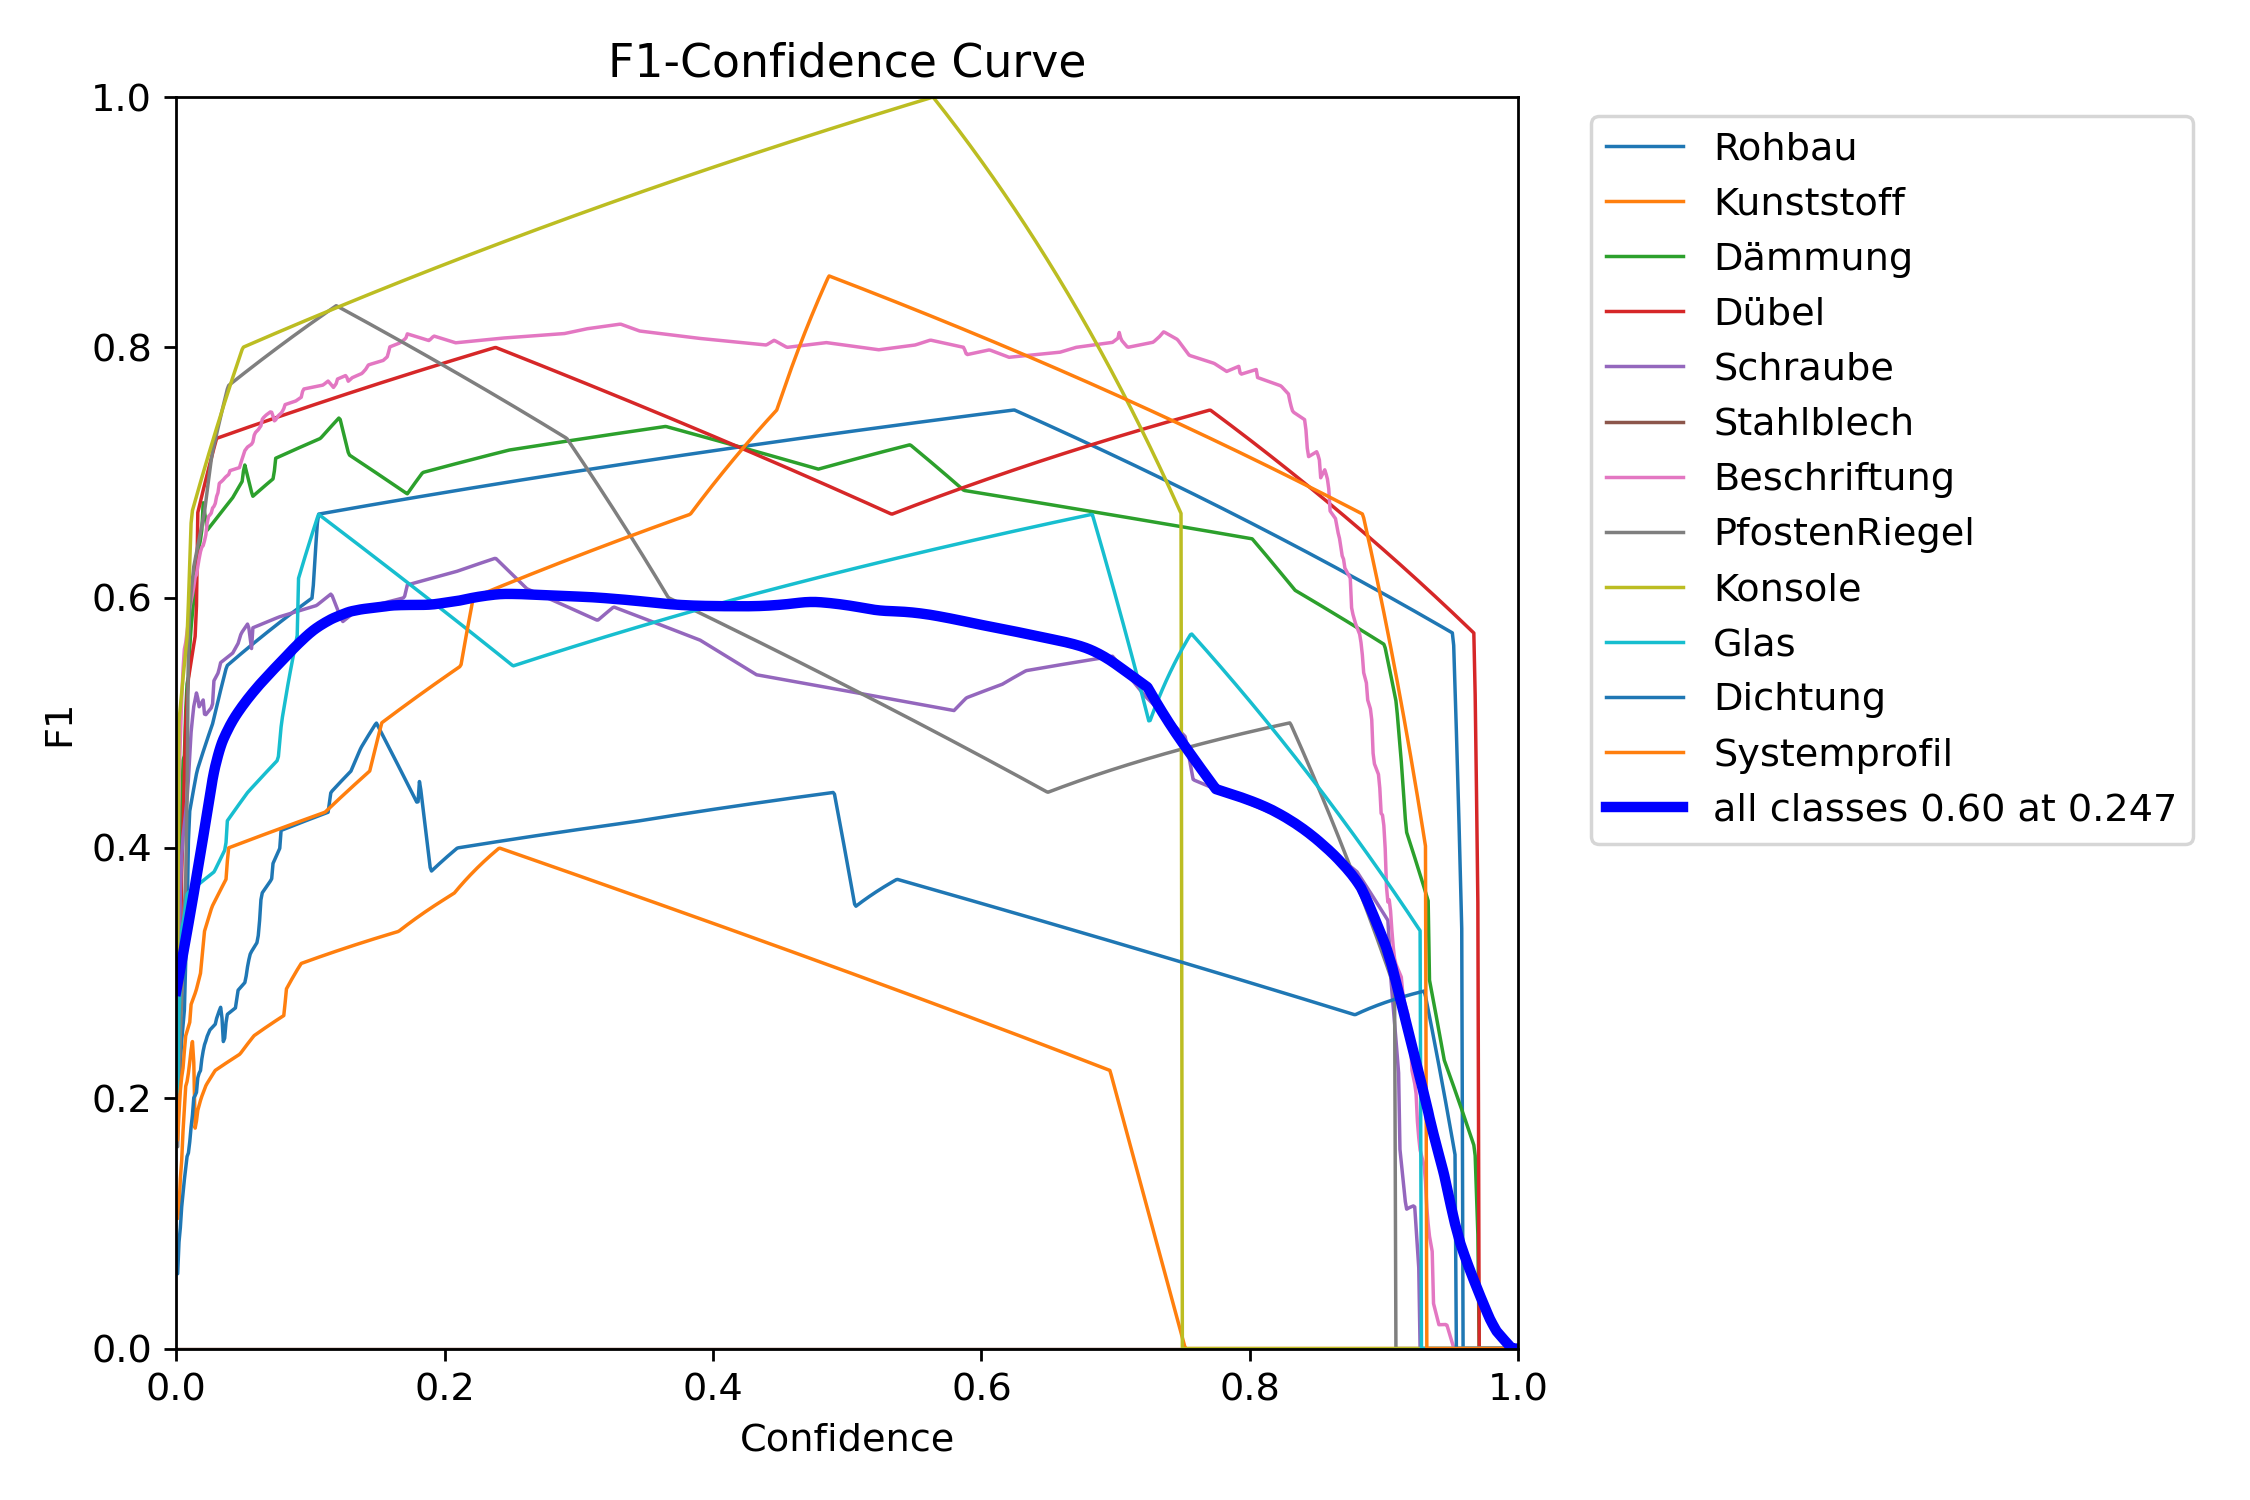 F1-Confidence Curve
1.0
0.8
0.6
0.4
0.2
0.0
F1
0.0 0.2 0.4 0.6 0.8 1.0
Confidence
Rohbau
Kunststoff
Dämmung
Dübel
Schraube
Stahlblech
Beschriftung
PfostenRiegel
Konsole
Glas
Dichtung
Systemprofil
all classes 0.60 at 0.247